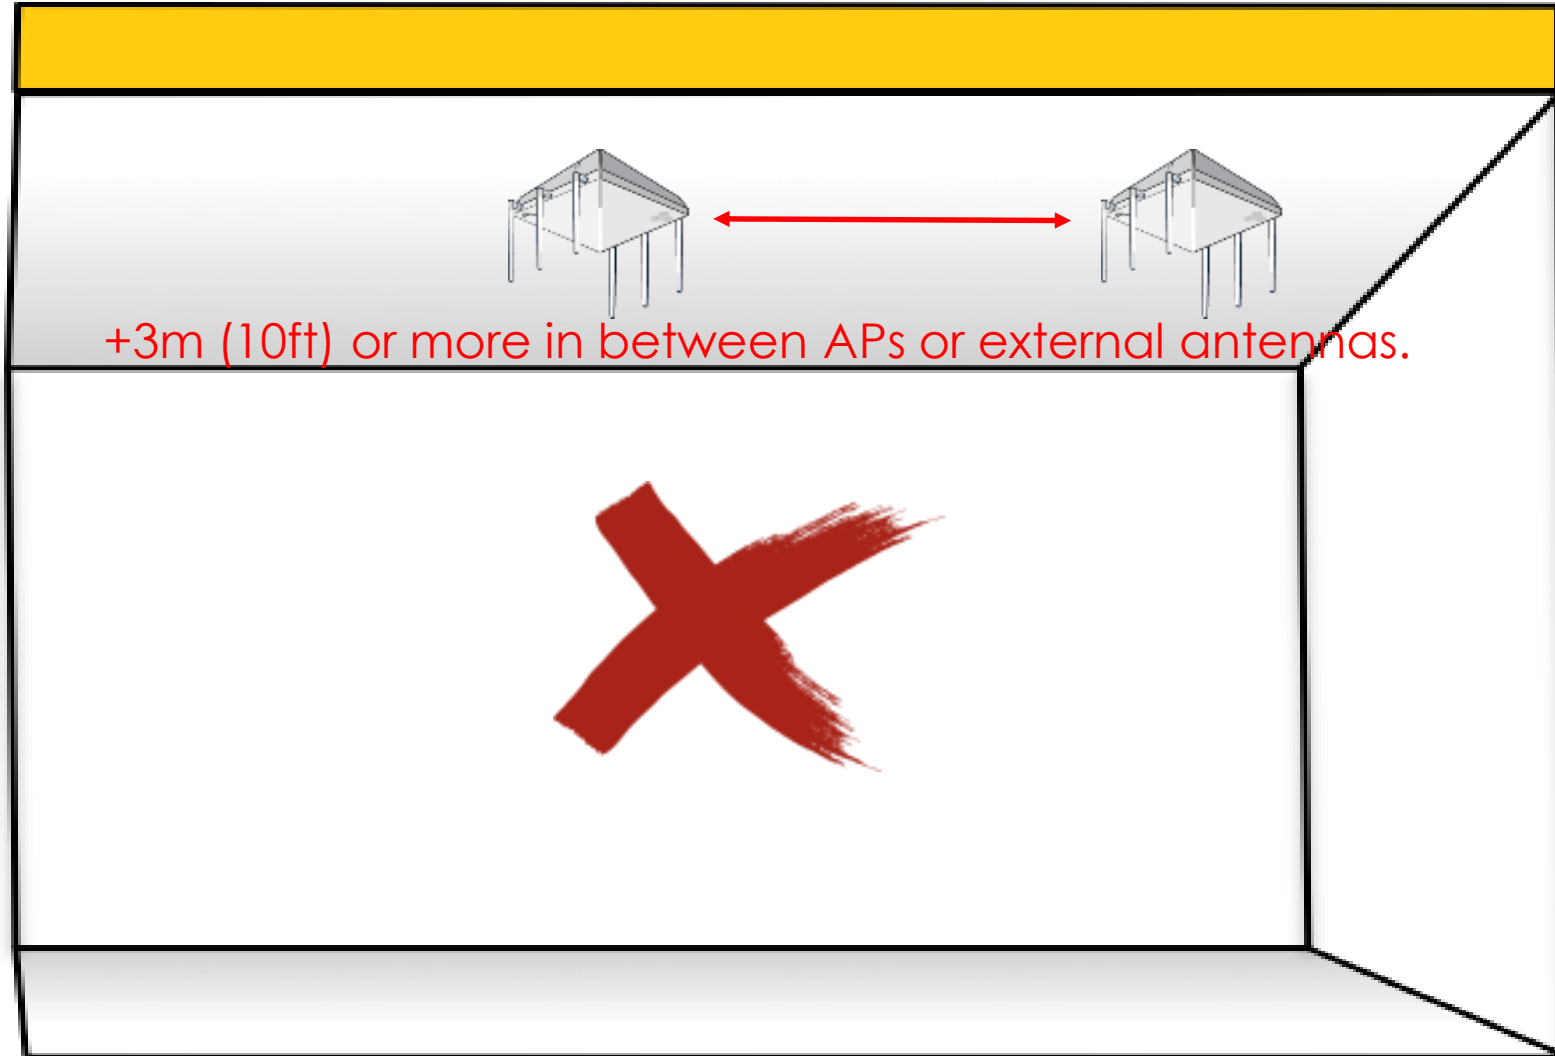 +3m (10ft) or more in between APs or external antennas.